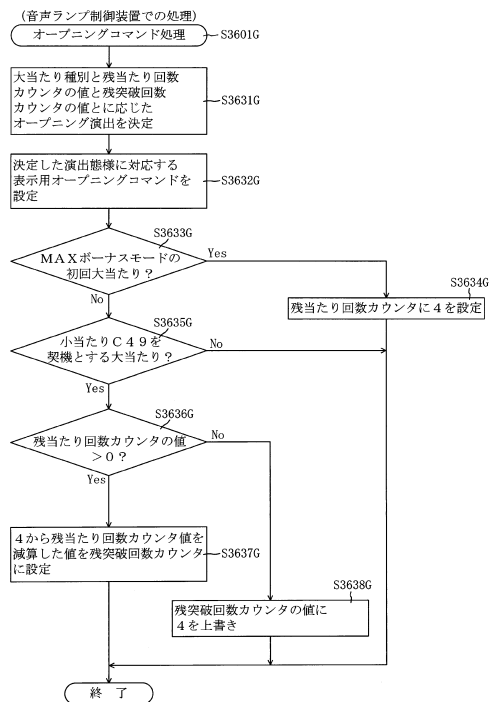 (音声ランプ制御装置での処理)
オープニングコマンド処理
S3601G
大当たり種別と残当たり回数
カウンタの値と残突破回数
カウンタの値とに応じた
オープニング演出を決定
S3631G
決定した演出態様に対応する
表示用オープニングコマンドを
設定
S3632G
S3633G
MAXボーナスモードの
初回大当たり?
Yes
No
S3634G
残当たり回数カウンタに4を設定
S3635G
小当たりC49を
契機とする大当たり?
No
Yes
S3636G
残当たり回数カウンタの値
>0?
No
Yes
4から残当たり回数カウンタ値を
減算した値を残突破回数カウンタ
に設定
S3637G
S3638G
残突破回数カウンタの値に
4を上書き
終 了